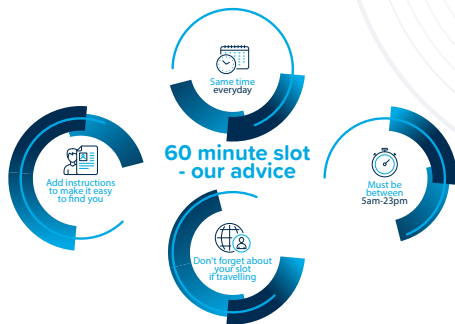 Same time
everyday
60 minute slot
- our advice
Add instructions
to make it easy
to find you
Must be
between
5am-23pm
Don't forget about
your slot
if travelling